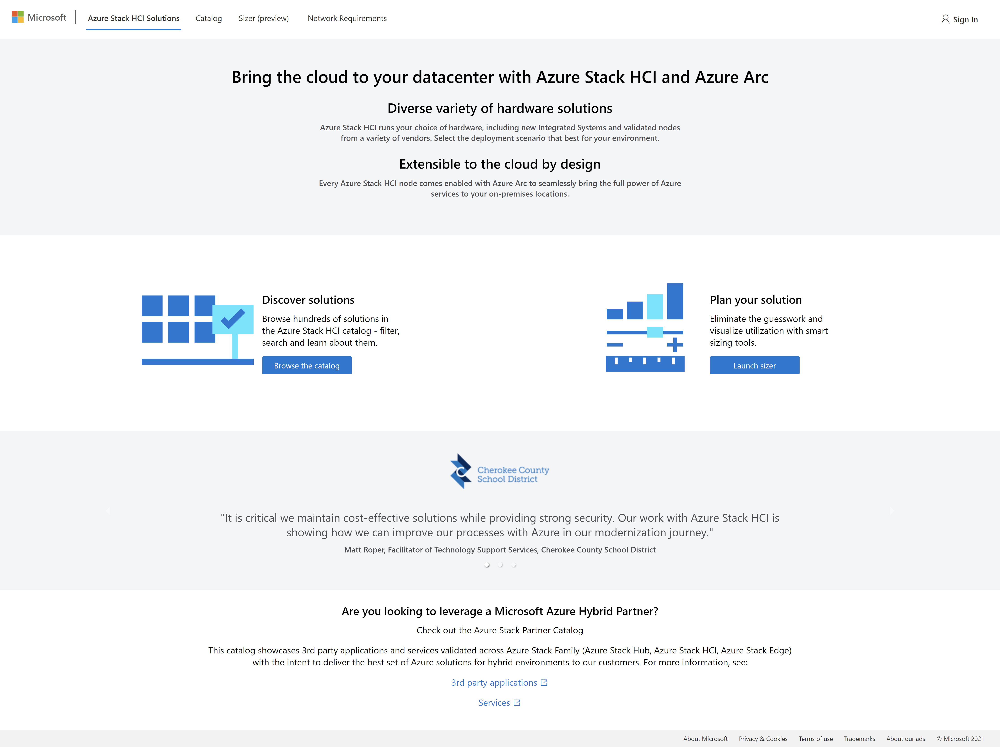 Microsoft
Azure Stack HCI Solutions
Catalog
Sizer (preview)
Network Requirements
Sign In
Bring the cloud to your datacenter with Azure Stack HCI and Azure Arc
Diverse variety of hardware solutions
Azure Stack HCI runs your choice of hardware, including new Integrated Systems and validated nodes
from a variety of vendors. Select the deployment scenario that best for your environment.
Extensible to the cloud by design
Every Azure Stack HCI node comes enabled with Azure Arc to seamlessly bring the full power of Azure
services to your on-premises locations.
Discover solutions
Browse hundreds of solutions in
the Azure Stack HCI catalog - filter,
search and learn about them.
Browse the catalog
Plan your solution
Eliminate the guesswork and
visualize utilization with smart
sizing tools.
Launch sizer
Cherokee County
School District
"It is critical we maintain cost-effective solutions while providing strong security. Our work with Azure Stack HCI is
showing how we can improve our processes with Azure in our modernization journey."
Matt Roper, Facilitator of Technology Support Services, Cherokee County School District
Are you looking to leverage a Microsoft Azure Hybrid Partner?
Check out the Azure Stack Partner Catalog
This catalog showcases 3rd party applications and services validated across Azure Stack Family (Azure Stack Hub, Azure Stack HCI, Azure Stack Edge)
with the intent to deliver the best set of Azure solutions for hybrid environments to our customers. For more information, see:
3rd party applications
Services
About Microsoft
Privacy & Cookies
Terms of use
Trademarks
About our ads
© Microsoft 2021